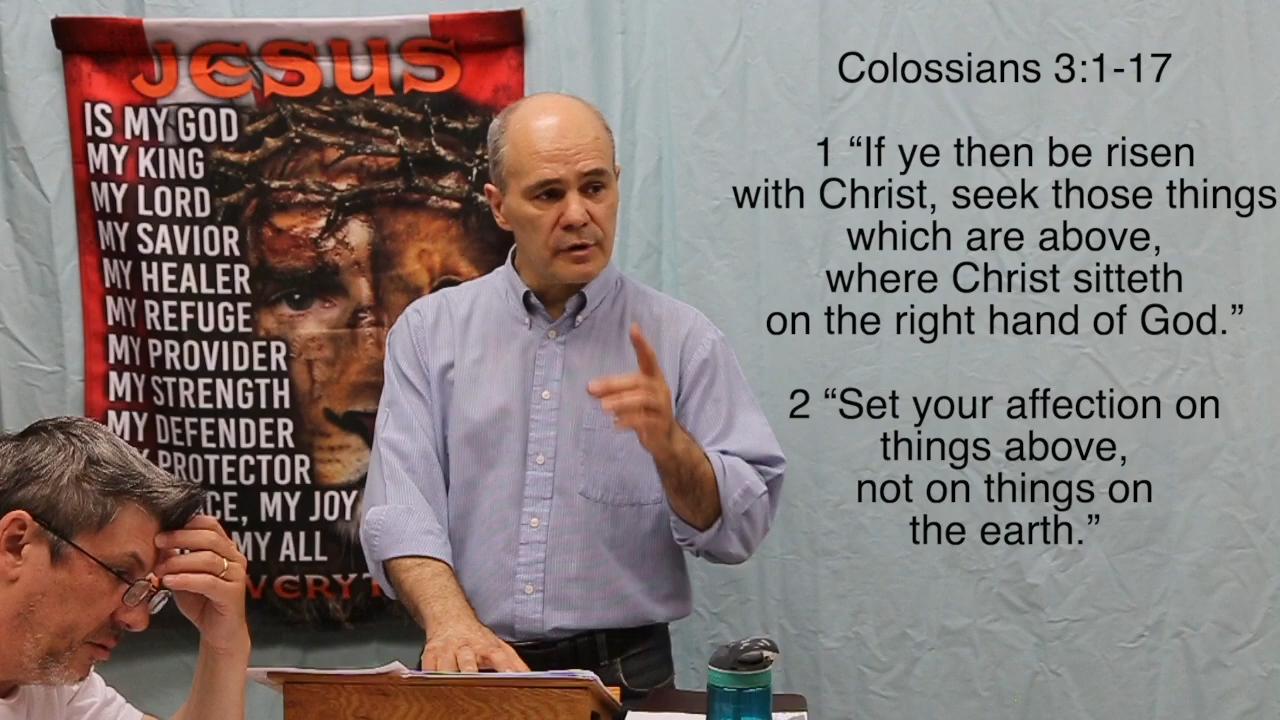 JESUS
IS MY GOD
MY KING
MY LORD
MY SAVIOR
MY HEALER
MY REFUGE
MY PROVIDER
MY STRENGTH
MY DEFENDER
PROTECTOR
MY JOY
MY ALL
Colossians 3:1-17
1 “If ye then be risen
with Christ, seek those things
which are above,
where Christ sitteth
on the right hand of God.”
2 “Set your affection on
things above,
not on things on
the earth.”